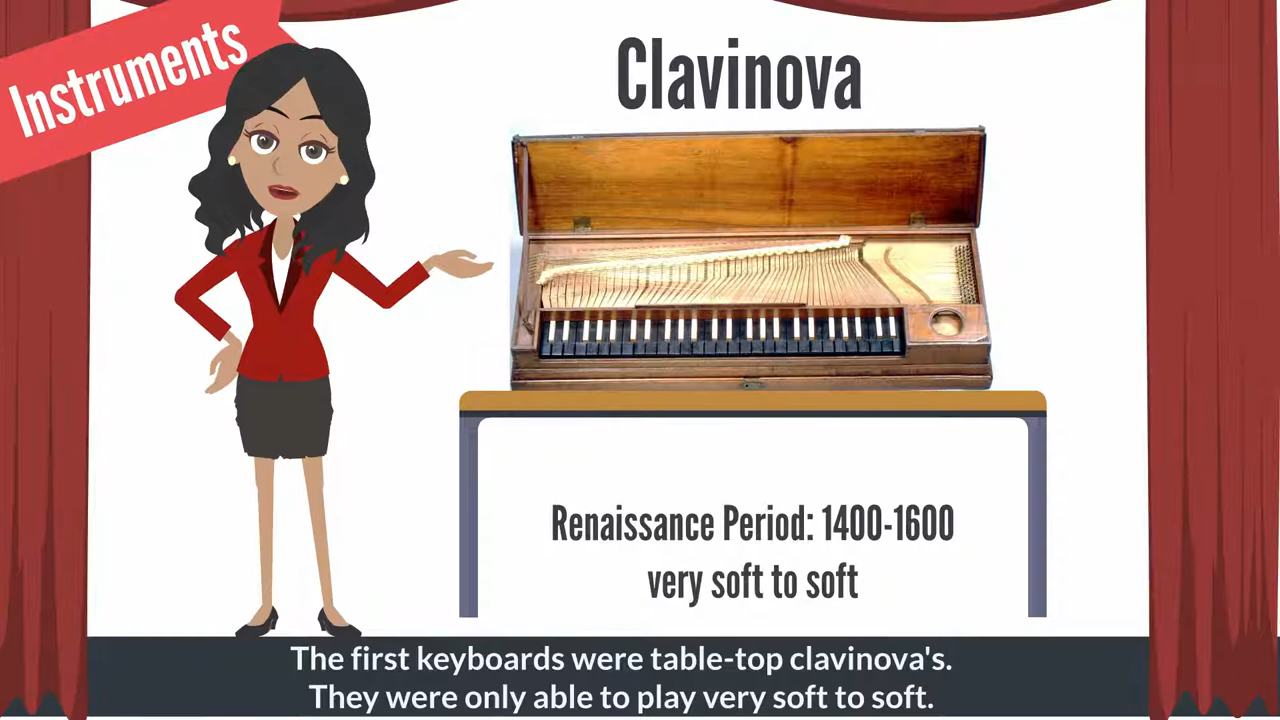 Instruments
Clavinova
Renaissance Period: 1400-1600
very soft to soft
The first keyboards were table-top clavinova's.
They were only able to play very soft to soft.